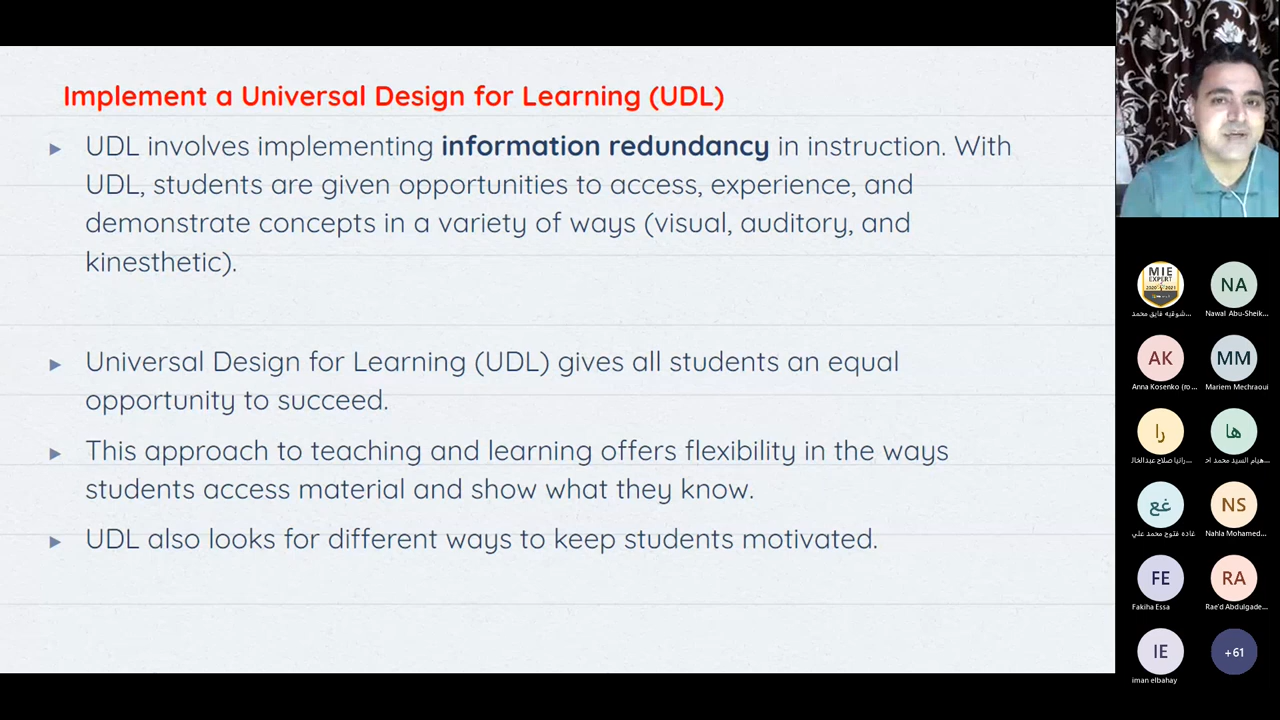 Implement a Universal Design for Learning (UDL)
UDL involves implementing information redundancy in instruction. With
UDL, students are given opportunities to access, experience, and
demonstrate concepts in a variety of ways (visual, auditory, and
kinesthetic).
Universal Design for Learning (UDL) gives all students an equal
opportunity to succeed.
This approach to teaching and learning offers flexibility in the ways
students access material and show what they know.
UDL also looks for different ways to keep students motivated.
MIE
EXPERT
2020 2021
شوقيه فايق محمد...
NA
Nawal Abu-Sheik...
AK
Anna Kosenko (ro...
MM
Mariem Mechraoui
را
رانيا صلاح عبدالخال...
ها
هيام السيد محمد اح...
غع
غاده فتوح محمد علي
NS
Nahla Mohamed...
FE
Fakiha Essa
RA
Rae'd Abdulgade...
IE
iman elbahay
+61